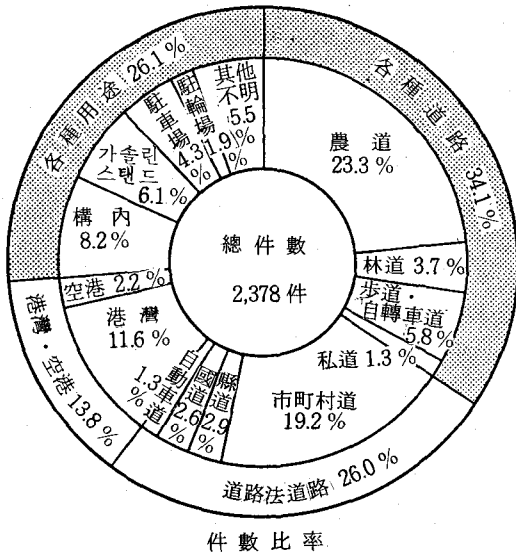 各種道路 34.1%
農道
23.3%
林道 3.7%
步道·
自轉車道
5.8%
私道 1.3%
市町村道
19.2%
道路法道路 26.0%
縣道
2.9
%
國道
2.6
%
自動車道
1.3
%
港灣
11.6%
空港 2.2%
港灣·空港 13.8%
構內
8.2%
가솔린
스탠드
6.1%
駐車場
4.3
%
駐輪場
1.9
%
其他
不明
5.5
%
各種用途 26.1%
總件數
2,378 件
件數比率